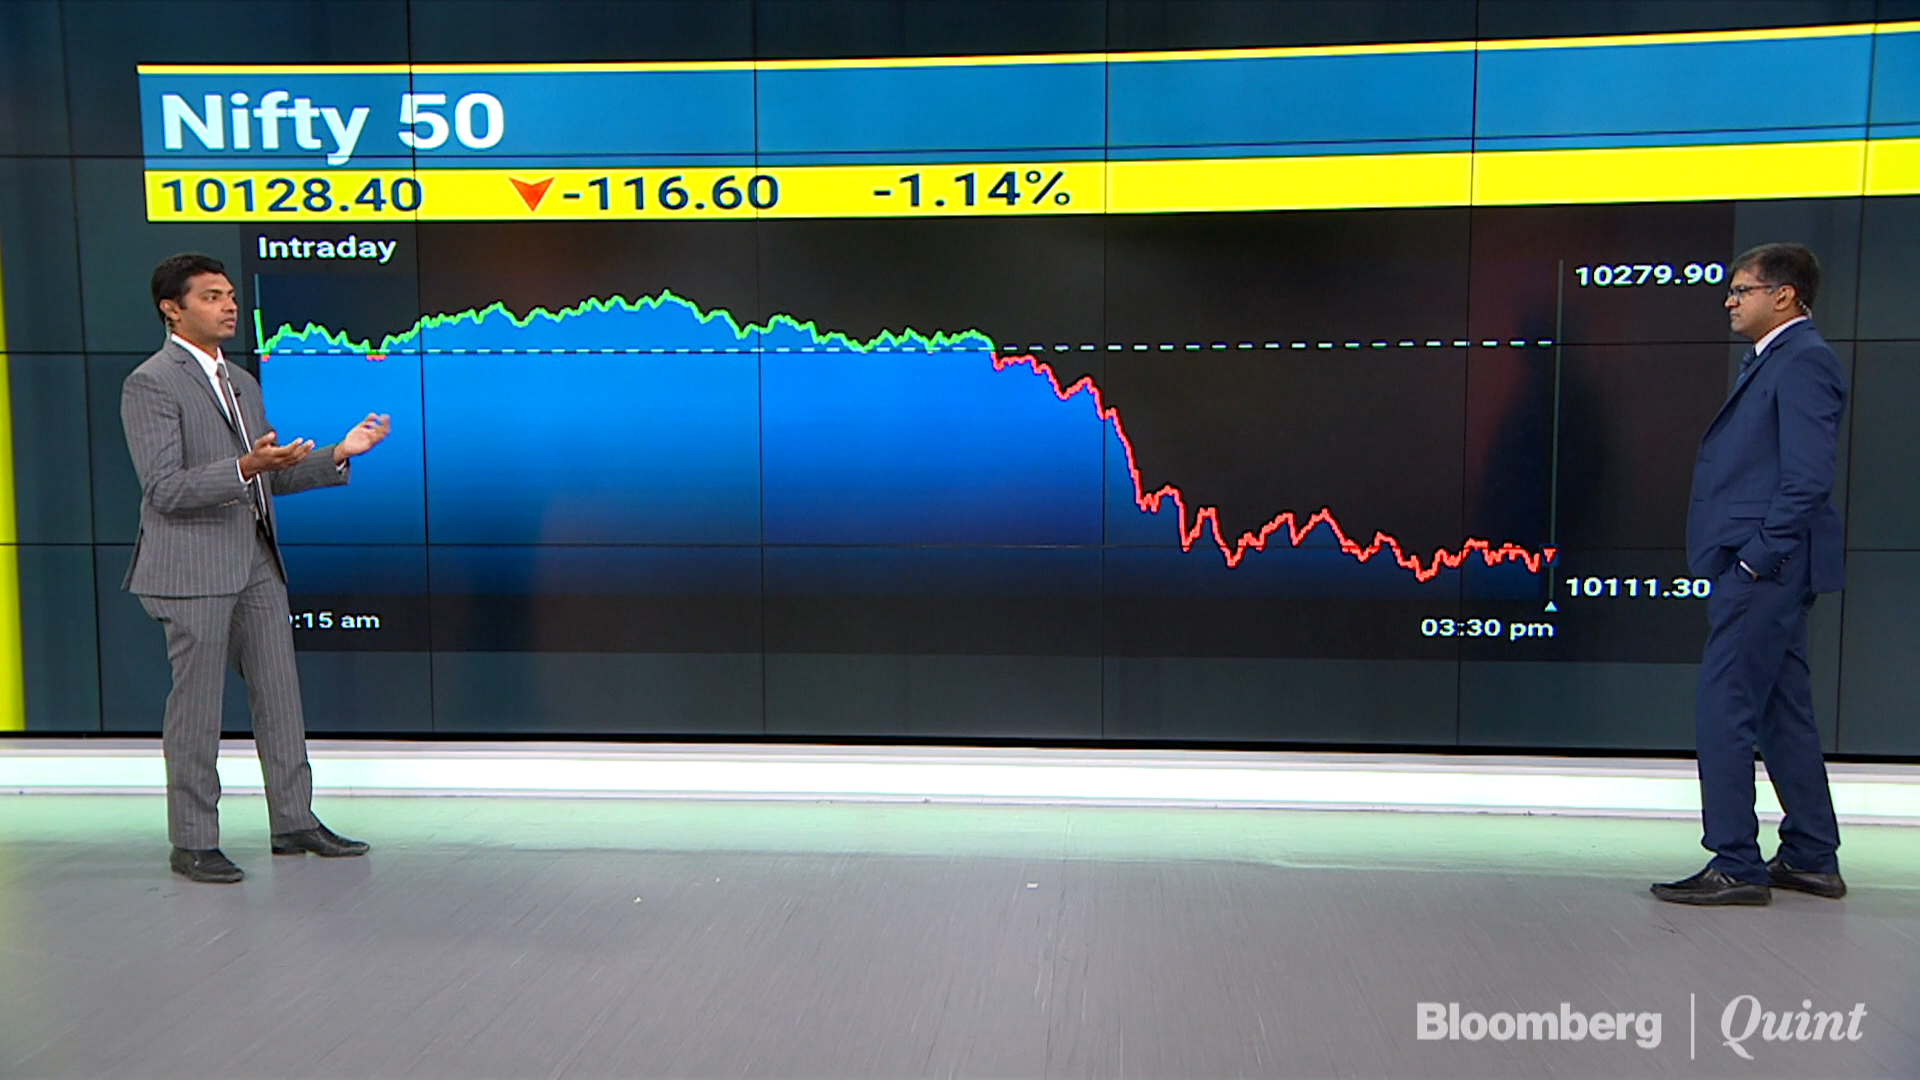 Nifty 50
10128.40 -116.60 -1.14%
Intraday
10279.90
10111.30
:15 am
03:30 pm
Bloomberg | Quint